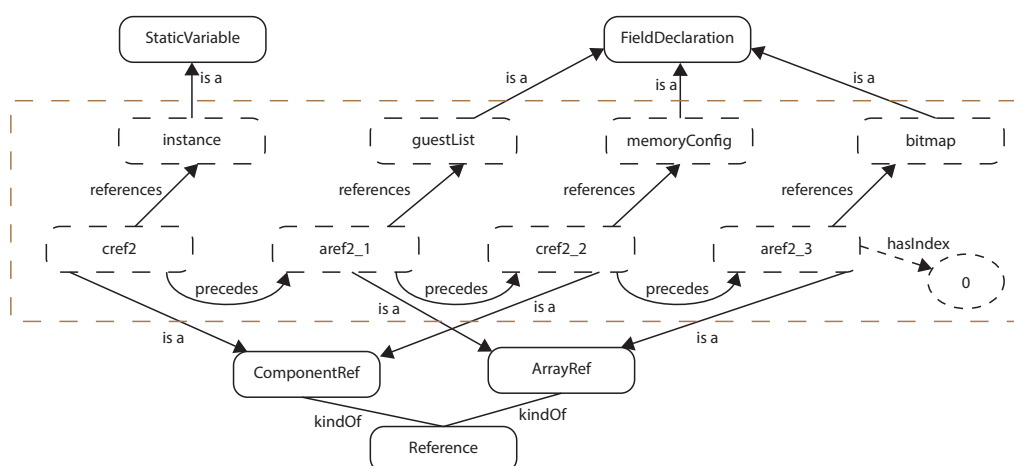 StaticVariable
FieldDeclaration
is a
is a
is a
is a
instance
guestList
memoryConfig
bitmap
references
references
references
references
cref2
aref2_1
cref2_2
aref2_3
hasIndex
precedes
precedes
precedes
0
is a
is a
is a
is a
ComponentRef
ArrayRef
kindOf
kindOf
Reference